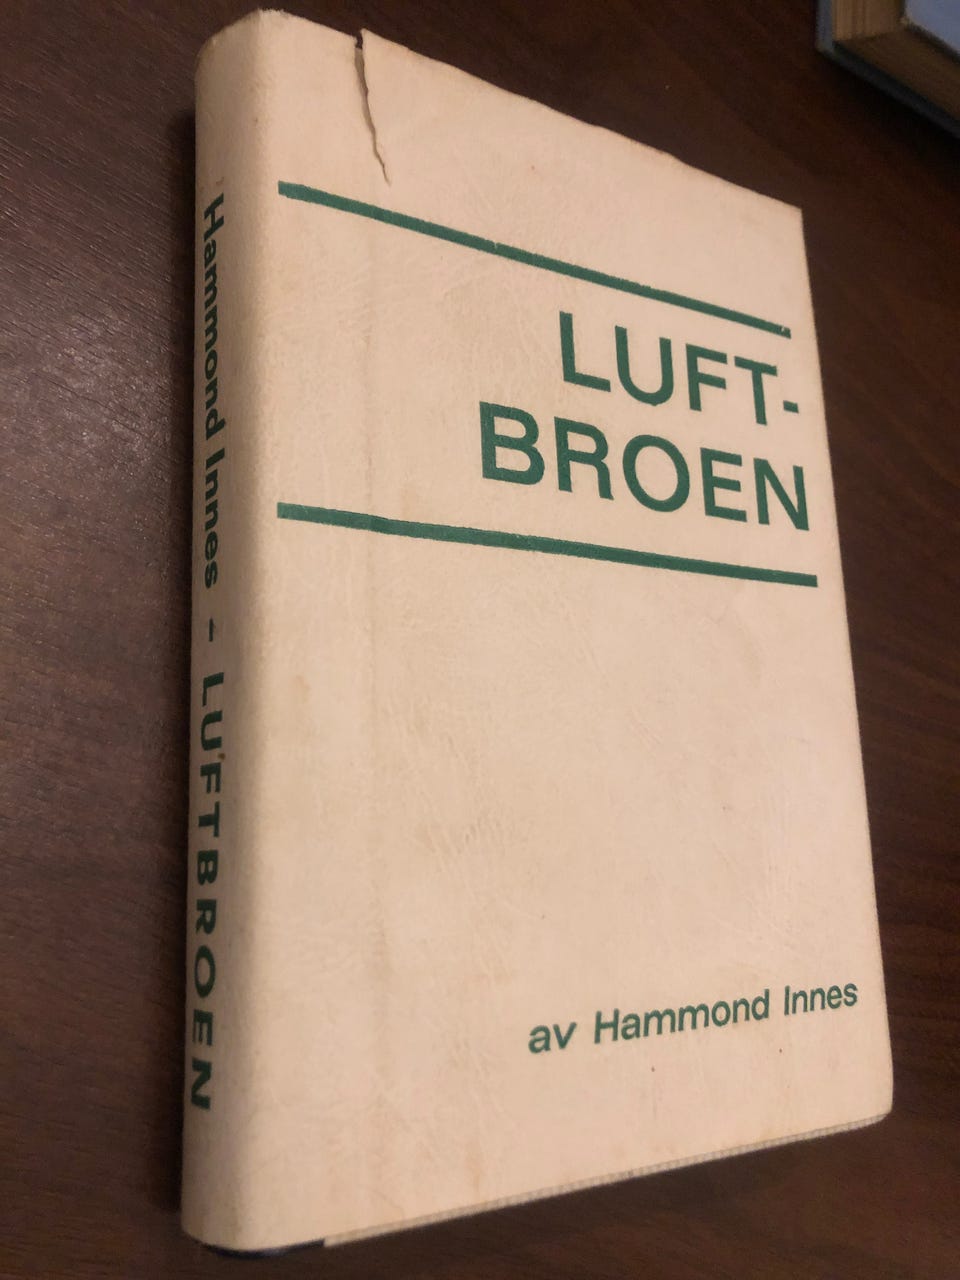 LUFT-
BROEN
av Hammond Innes
Hammond Innes - LUFTBROEN